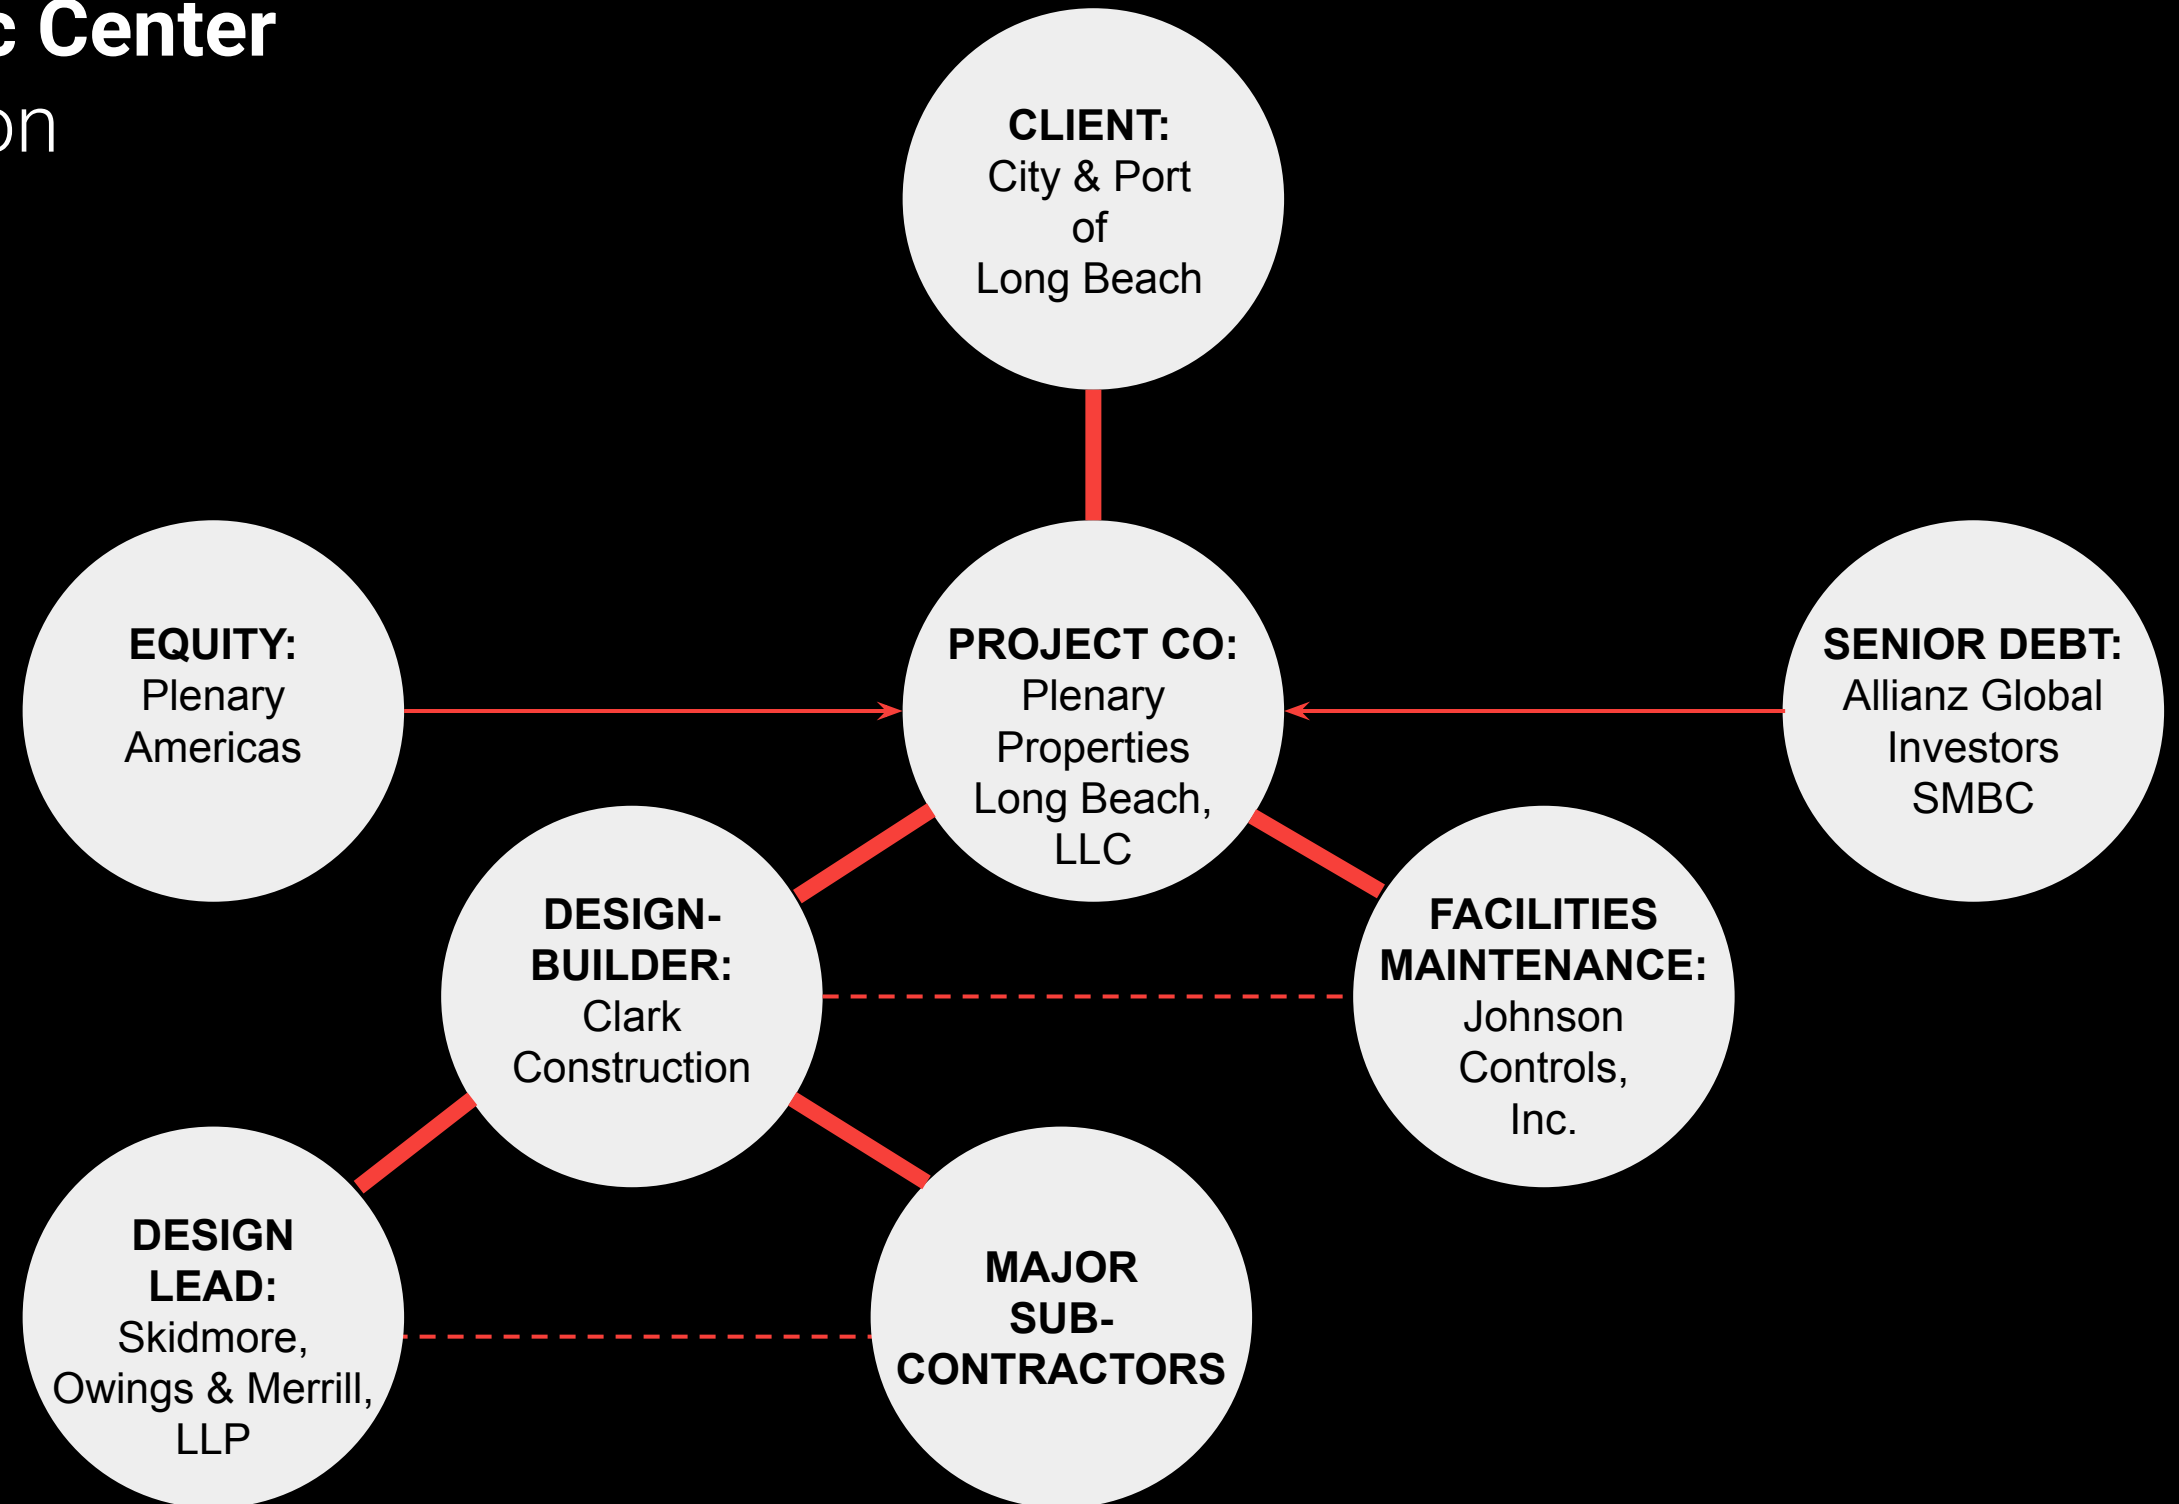 c Center
on
CLIENT:
City & Port
of
Long Beach
EQUITY:
Plenary
Americas
PROJECT CO:
Plenary
Properties
Long Beach,
LLC
SENIOR DEBT:
Allianz Global
Investors
SMBC
DESIGN-
BUILDER:
Clark
Construction
FACILITIES
MAINTENANCE:
Johnson
Controls,
Inc.
DESIGN
LEAD:
Skidmore,
Owings & Merrill,
LLP
MAJOR
SUB-
CONTRACTORS